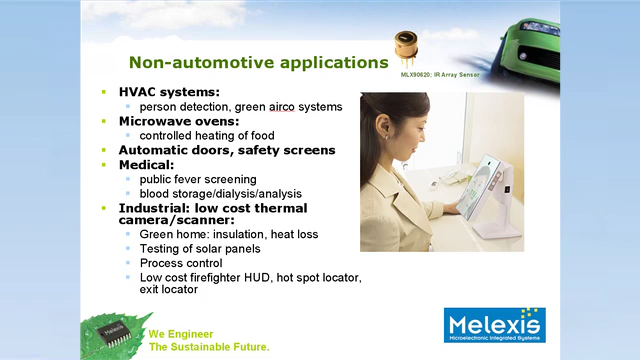 Non-automotive applications
MLX90620: IR Array Sensor
HVAC systems:
person detection, green airco systems
Microwave ovens:
controlled heating of food
Automatic doors, safety screens
Medical:
public fever screening
blood storage/dialysis/analysis
Industrial: low cost thermal
camera/scanner:
Green home: insulation, heat loss
Testing of solar panels
Process control
Low cost firefighter HUD, hot spot locator,
exit locator
Melexis
We Engineer
The Sustainable Future.
Melexis
Microelectronic Integrated Systems